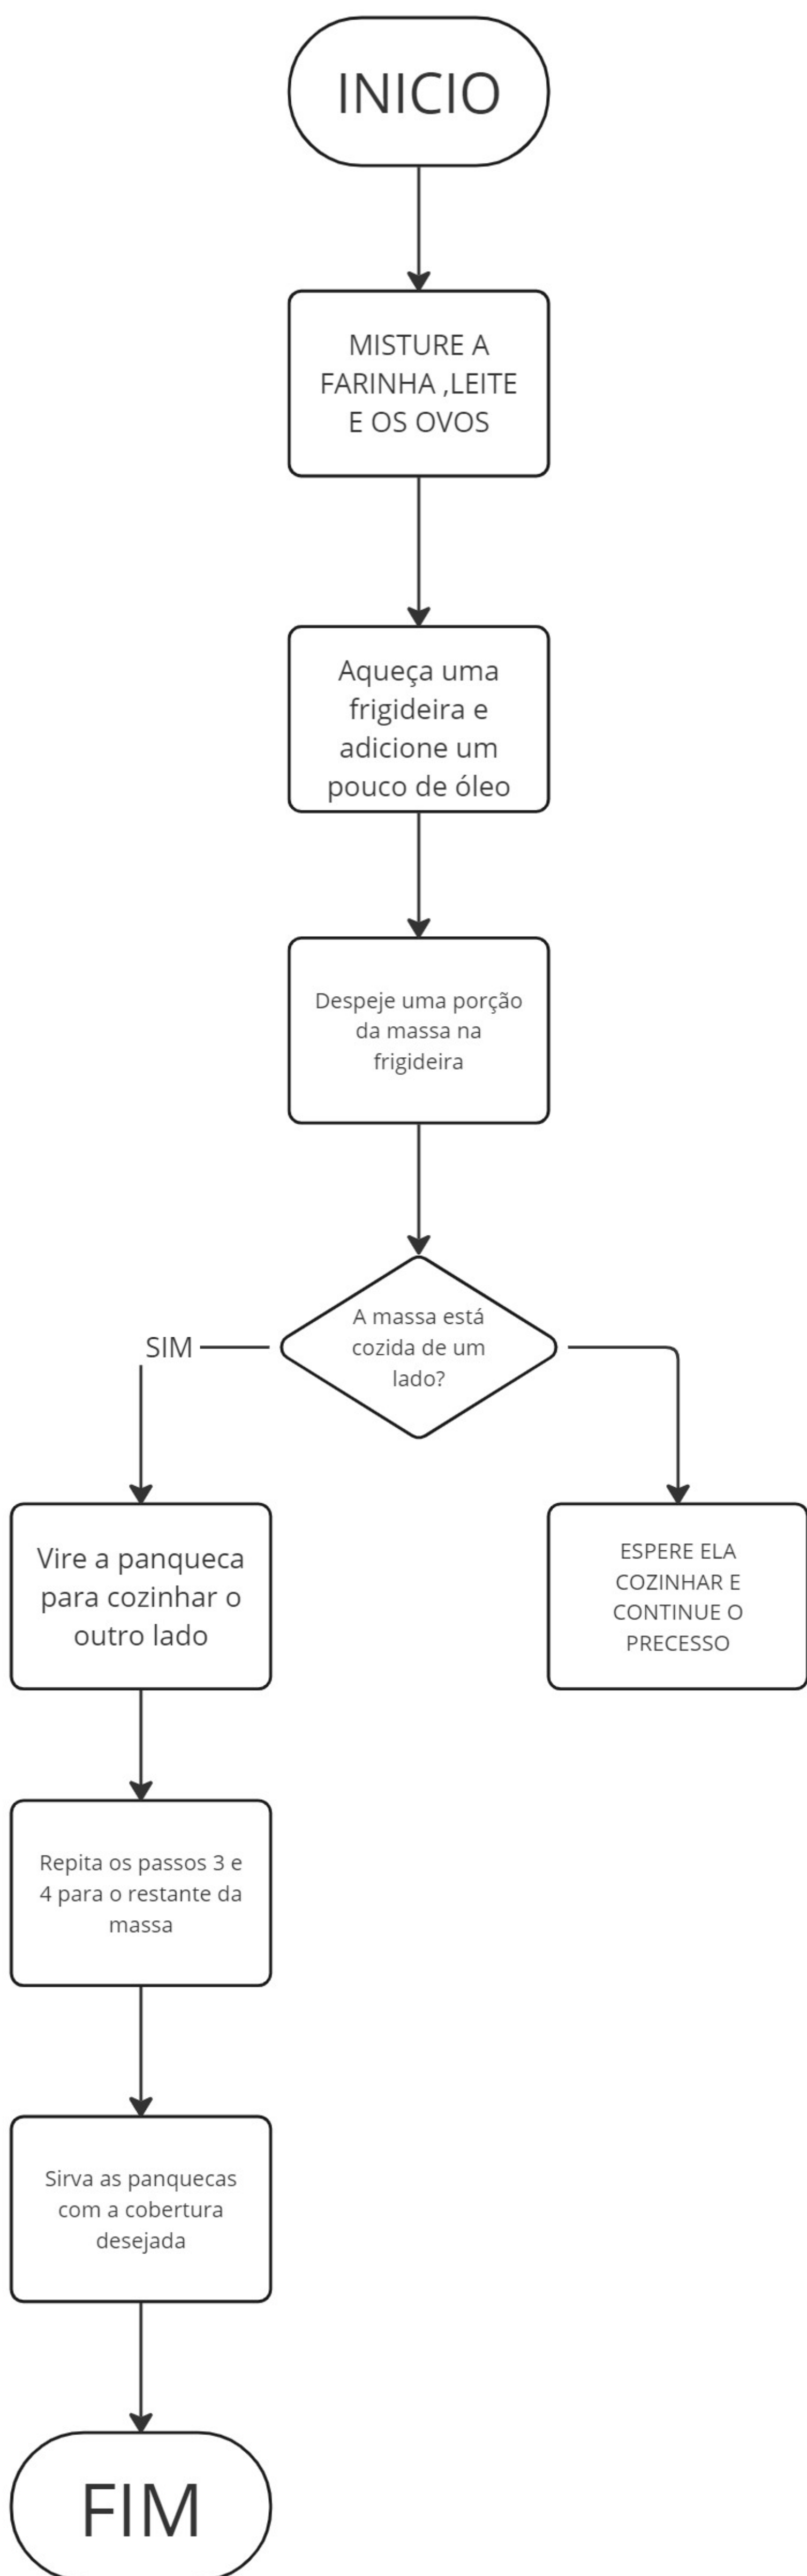 INICIO
MISTURE A
FARINHA ,LEITE
E OS OVOS
Aqueça uma
frigideira e
adicione um
pouco de óleo
Despeje uma porção
da massa na
frigideira
A massa está
cozida de um
lado?
SIM
Vire a panqueca
para cozinhar o
outro lado
ESPERE ELA
COZINHAR E
CONTINUE O
PRECESSO
Repita os passos 3 e
4 para o restante da
massa
Sirva as panquecas
com a cobertura
desejada
FIM